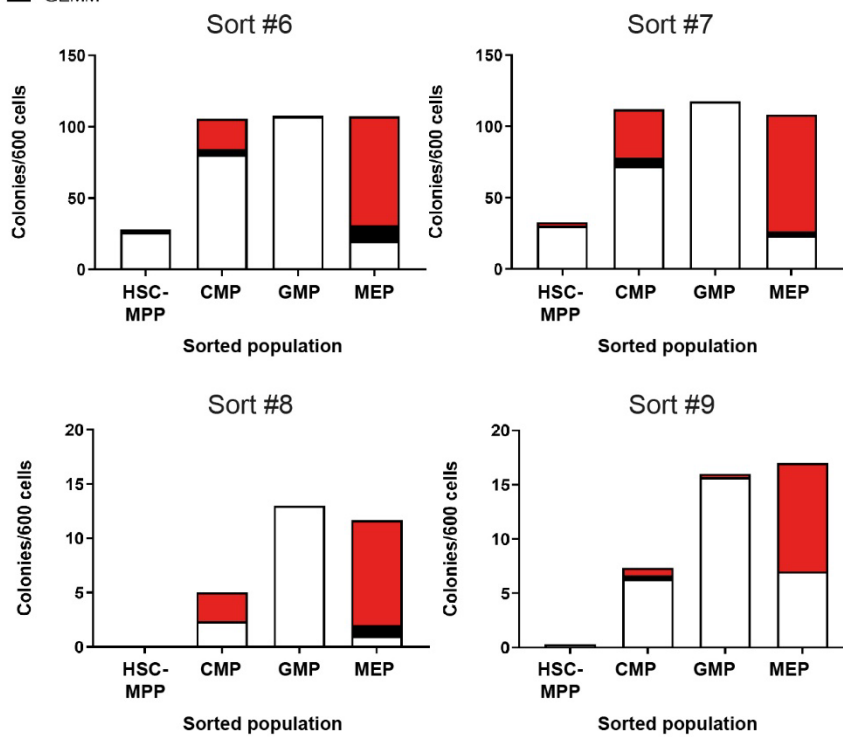 Sort #6
Sort #7
150
100
50
0
Colonies/600 cells
HSC-
MPP
CMP
GMP
MEP
Sorted population
150
100
50
0
Colonies/600 cells
HSC-
MPP
CMP
GMP
MEP
Sorted population
Sort #8
Sort #9
20
15
10
5
0
Colonies/600 cells
HSC-
MPP
CMP
GMP
MEP
Sorted population
20
15
10
5
0
Colonies/600 cells
HSC-
MPP
CMP
GMP
MEP
Sorted population